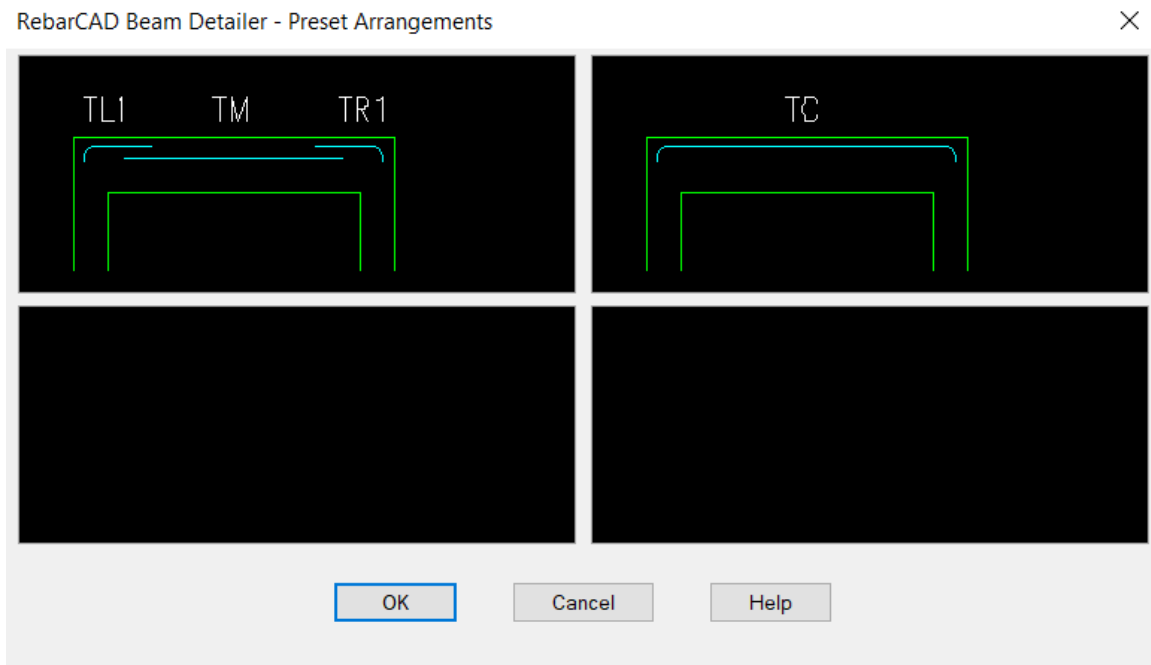 RebarCAD Beam Detailer - Preset Arrangements
TL1 TM TR1
TC
OK Cancel Help